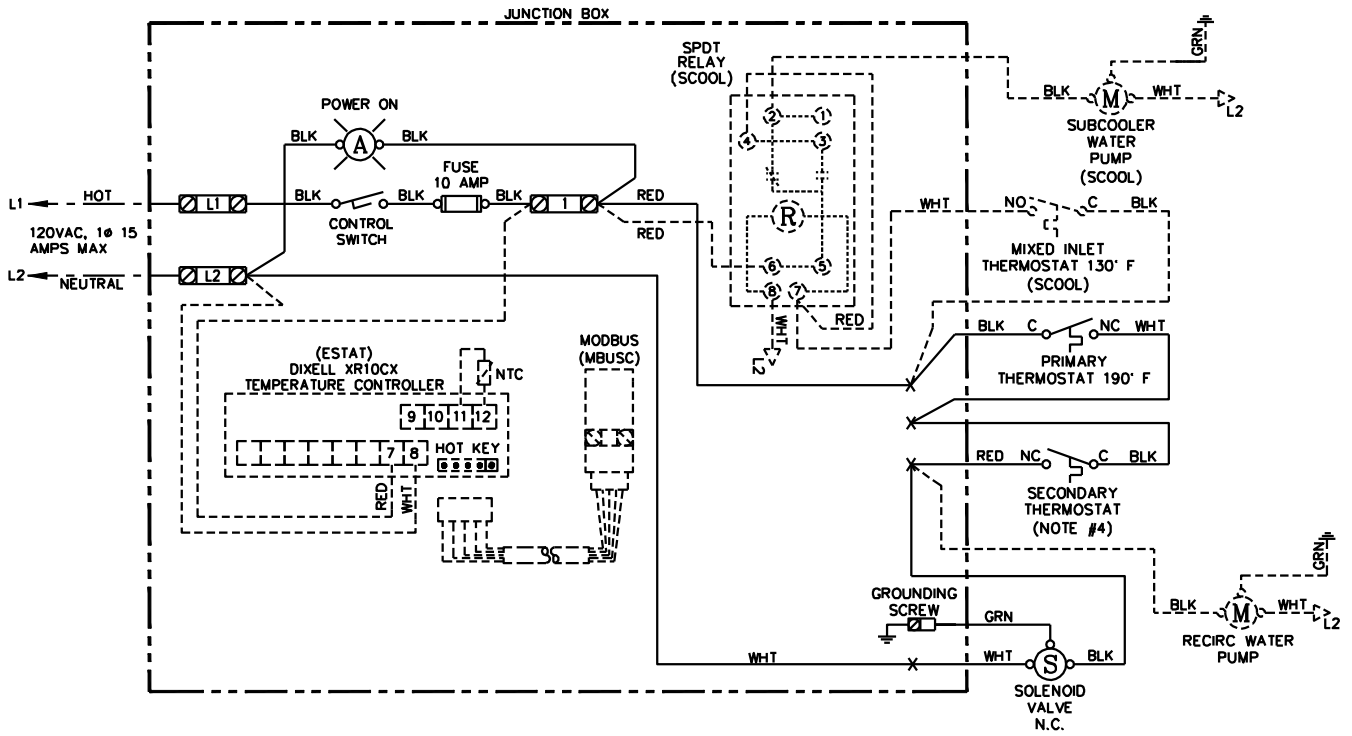 JUNCTION BOX
SPDT
RELAY
(SCOOL)
2
1
4
3
R
6
5
8
7
WHT
L2
RED
GRN
BLK
M
WHT
L2
SUBCOOLER
WATER
PUMP
(SCOOL)
POWER ON
BLK
A
BLK
FUSE
10 AMP
L1
HOT
L1
BLK
BLK
BLK
1
RED
CONTROL
SWITCH
RED
120VAC, 1ø 15
AMPS MAX
L2
NEUTRAL
L2
WHT
NO
C
BLK
MIXED INLET
THERMOSTAT 130° F
(SCOOL)
BLK
C
NC
WHT
PRIMARY
THERMOSTAT 190° F
(ESTAT)
DIXELL XR10CX
TEMPERATURE CONTROLLER
NTC
9
10
11
12
7
8
HOT KEY
RED
WHT
MODBUS
(MBUSC)
RED
NC
C
BLK
SECONDARY
THERMOSTAT
(NOTE #4)
GRN
BLK
M
WHT
L2
RECIRC WATER
PUMP
GROUNDING
SCREW
GRN
WHT
WHT
S
BLK
SOLENOID
VALVE
N.C.